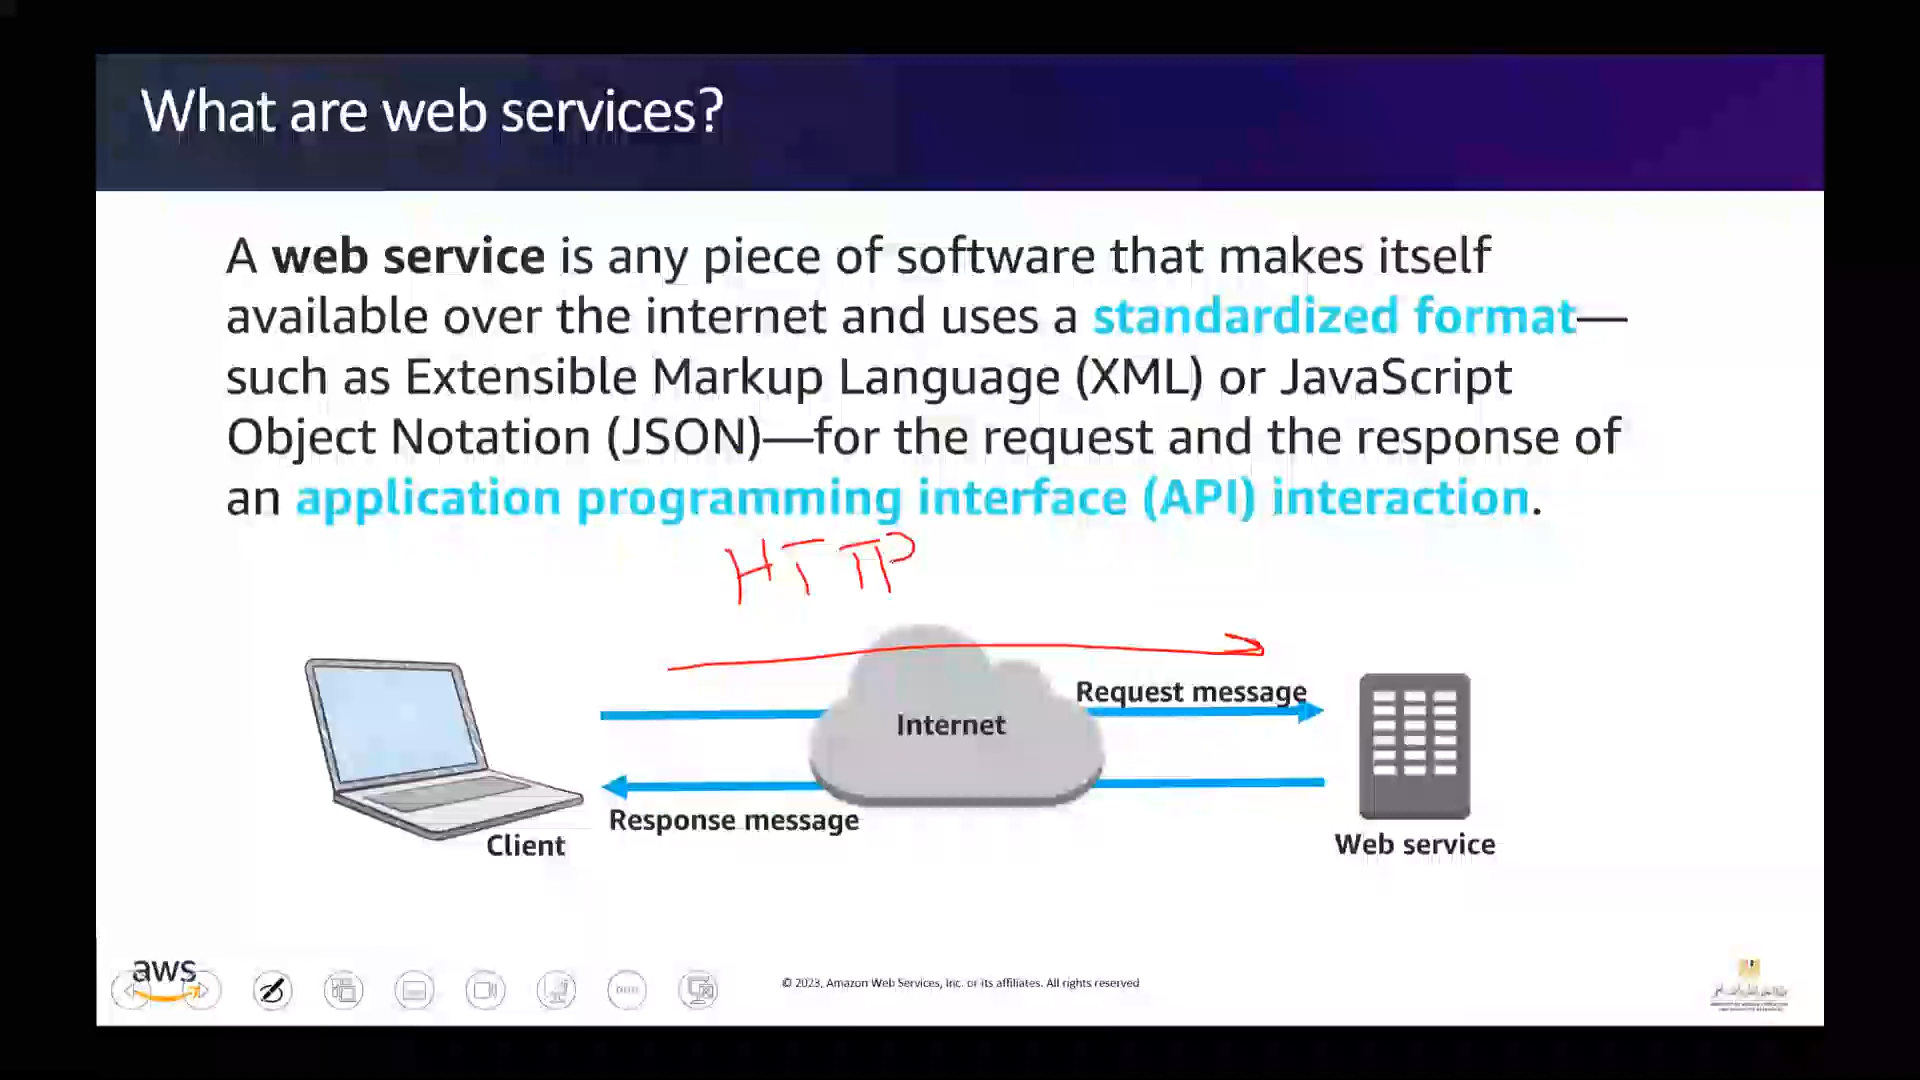 What are web services?
A web service is any piece of software that makes itself
available over the internet and uses a standardized format—
such as Extensible Markup Language (XML) or JavaScript
Object Notation (JSON)—for the request and the response of
an application programming interface (API) interaction.
HTTP
Request message
Internet
Response message
Client
Web service
aws
© 2023, Amazon Web Services, Inc. or its affiliates. All rights reserved